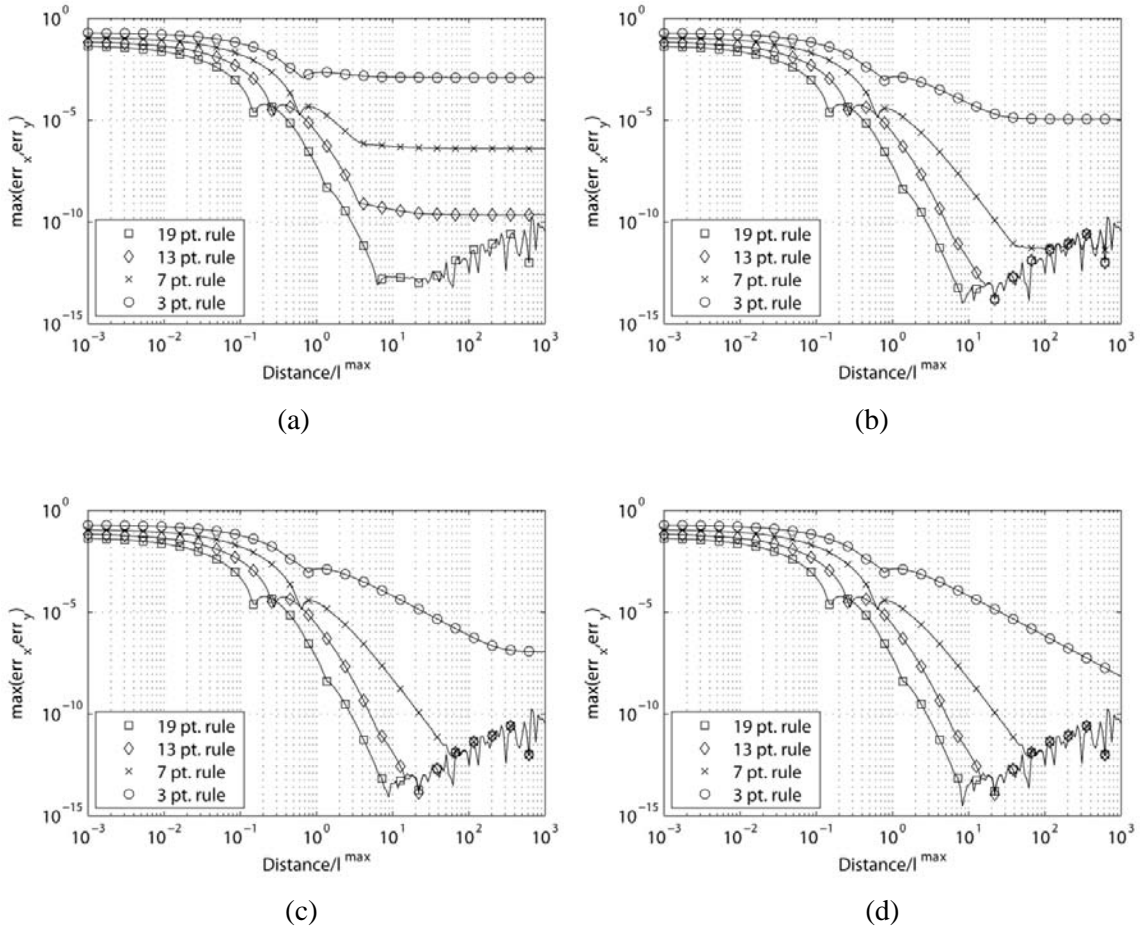 10^0
10^-5
10^-10
10^-15
max(err_x,err_y)
19 pt. rule
13 pt. rule
7 pt. rule
3 pt. rule
10^-3 10^-2 10^-1 10^0 10^1 10^2 10^3
Distance/l^max
(a)
10^0
10^-5
10^-10
10^-15
max(err_x,err_y)
19 pt. rule
13 pt. rule
7 pt. rule
3 pt. rule
10^-3 10^-2 10^-1 10^0 10^1 10^2 10^3
Distance/l^max
(b)
10^0
10^-5
10^-10
10^-15
max(err_x,err_y)
19 pt. rule
13 pt. rule
7 pt. rule
3 pt. rule
10^-3 10^-2 10^-1 10^0 10^1 10^2 10^3
Distance/l^max
(c)
10^0
10^-5
10^-10
10^-15
max(err_x,err_y)
19 pt. rule
13 pt. rule
7 pt. rule
3 pt. rule
10^-3 10^-2 10^-1 10^0 10^1 10^2 10^3
Distance/l^max
(d)